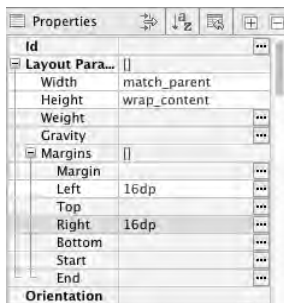 Properties
Id
Layout Para... []
Width match_parent
Height wrap_content
Weight
Gravity
Margins []
Margin
Left 16dp
Top
Right 16dp
Bottom
Start
End
Orientation